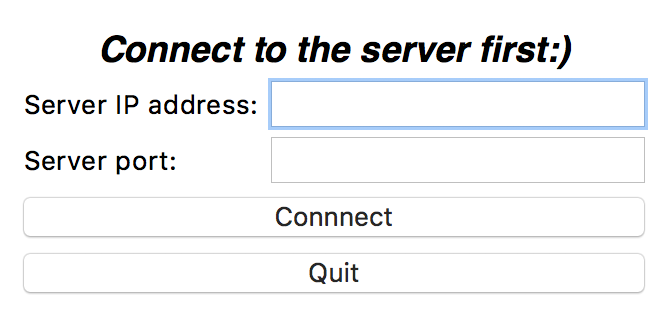 Connect to the server first:)
Server IP address:
Server port:
Connnect
Quit